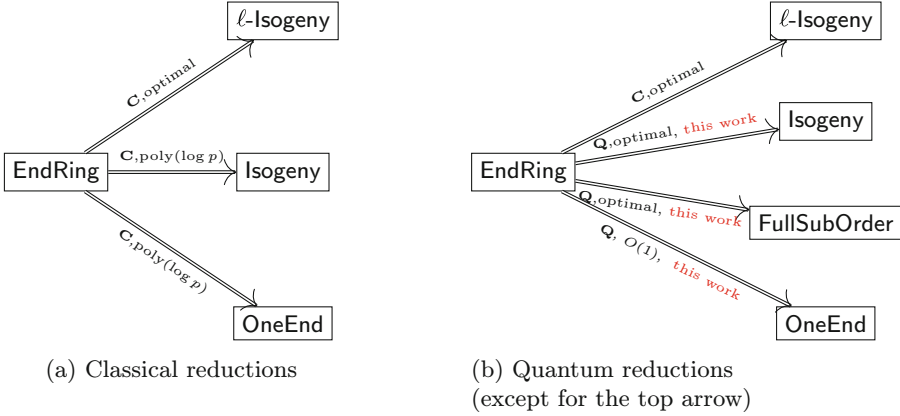 ℓ-Isogeny
C,optimal
EndRing
C,poly(log p)
Isogeny
C,poly(log p)
OneEnd
(a) Classical reductions
ℓ-Isogeny
C,optimal
Isogeny
Q,optimal, this work
EndRing
Q,optimal, this work
FullSubOrder
Q, O(1), this work
OneEnd
(b) Quantum reductions
(except for the top arrow)